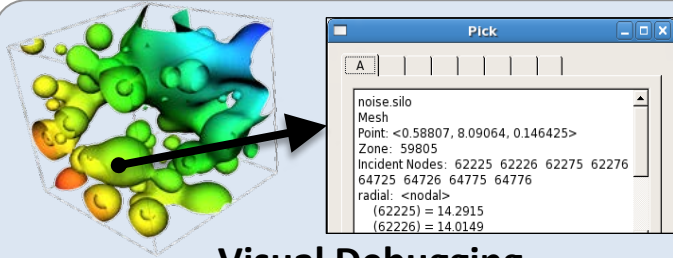 Pick
A
noise.silo
Mesh
Point: <0.58807, 8.09064, 0.146425>
Zone: 59805
Incident Nodes: 62225 62226 62275 62276
64725 64726 64775 64776
radial: <nodal>
(62225) = 14.2915
(62226) = 14.0149
Visual Debugging